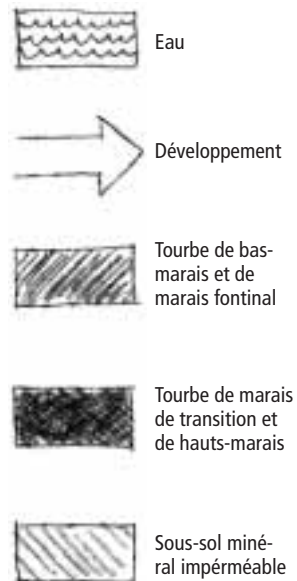 Eau
Développement
Tourbe de bas-
marais et de
marais fontinal
Tourbe de marais
de transition et
de hauts-marais
Sous-sol miné-
ral impérméable